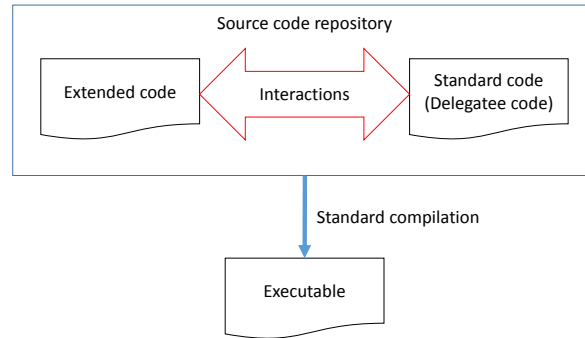 Source code repository
Extended code
Interactions
Standard code
(Delegatee code)
Standard compilation
Executable